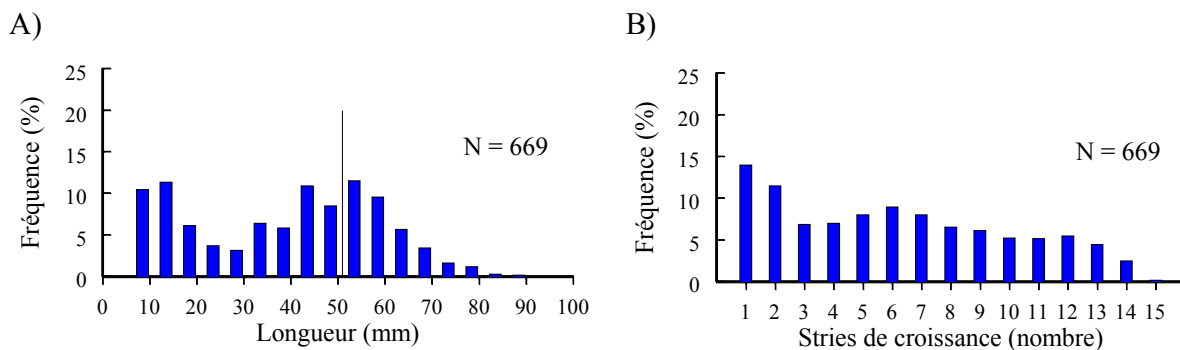 A)
Fréquence (%)
25
20
15
10
5
0
N = 669
0 10 20 30 40 50 60 70 80 90 100
Longueur (mm)
B)
Fréquence (%)
25
20
15
10
5
0
N = 669
1 2 3 4 5 6 7 8 9 10 11 12 13 14 15
Stries de croissance (nombre)